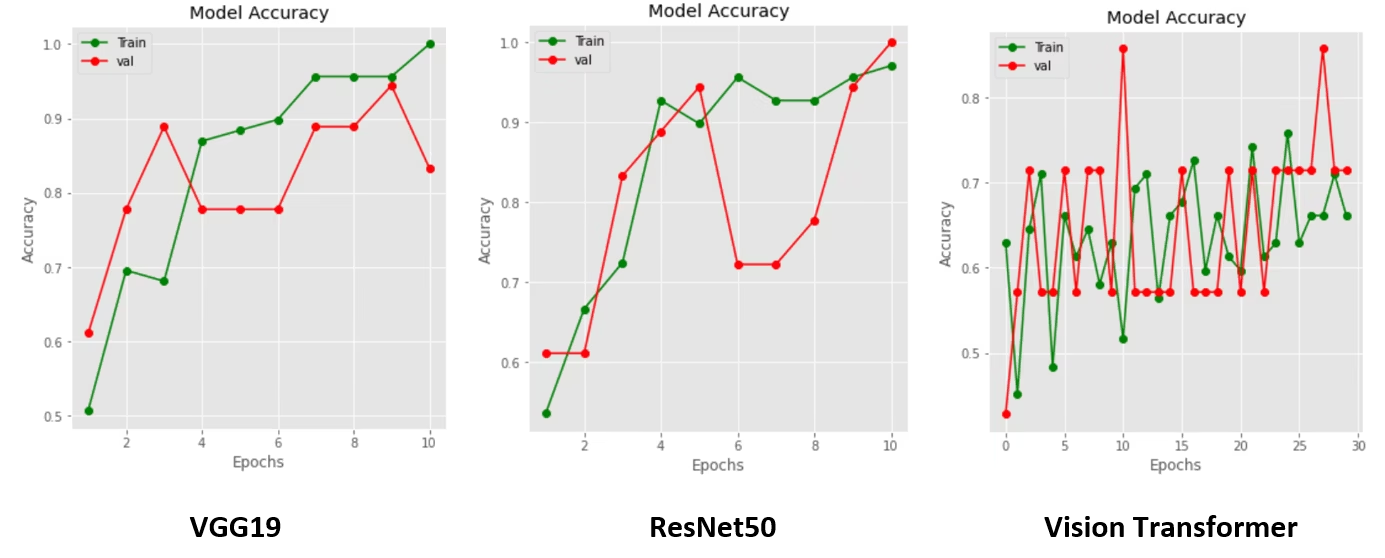 Model Accuracy
Train
val
1.0
0.9
0.8
0.7
0.6
0.5
Accuracy
2 4 6 8 10
Epochs
VGG19
Model Accuracy
Train
val
1.0
0.9
0.8
0.7
0.6
Accuracy
2 4 6 8 10
Epochs
ResNet50
Model Accuracy
Train
val
0.8
0.7
0.6
0.5
Accuracy
0 5 10 15 20 25 30
Epochs
Vision Transformer